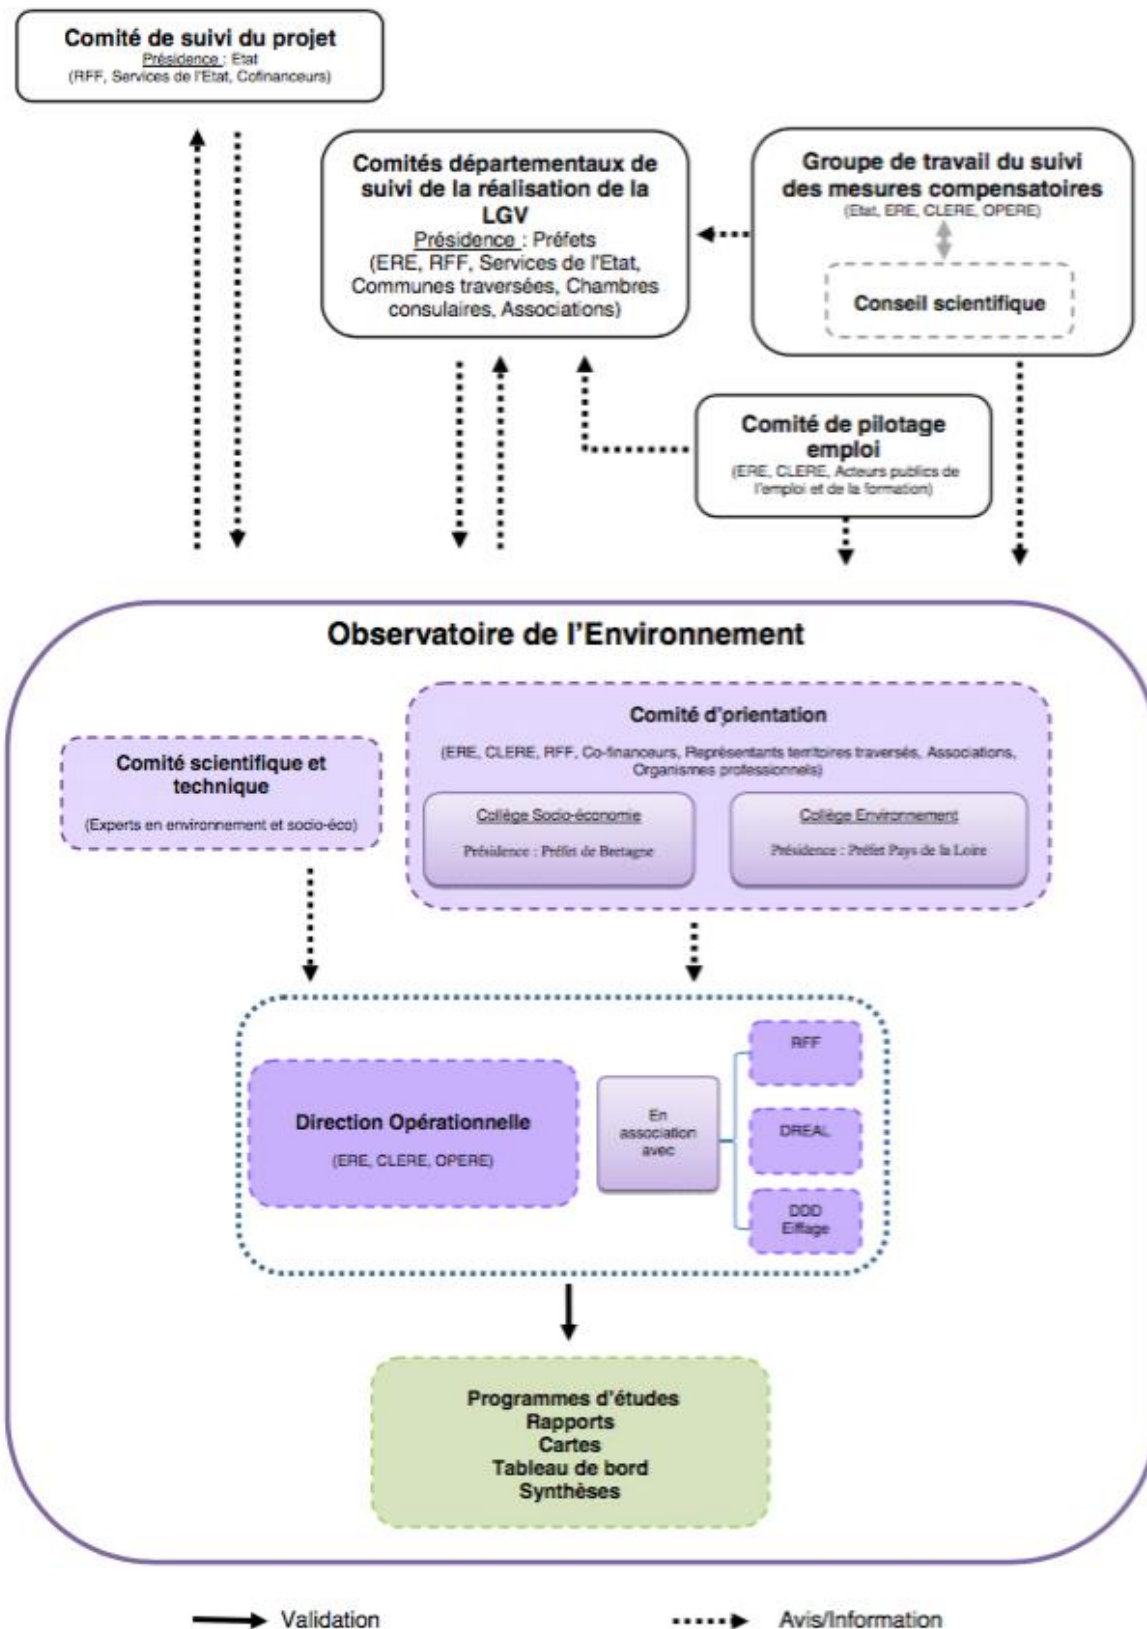 Comité de suivi du projet
Présidence : Etat
(RFF, Services de l'Etat, Cofinanceurs)
Comités départementaux de
suivi de la réalisation de la
LGV
Présidence : Préfets
(ERE, RFF, Services de l'Etat,
Communes traversées, Chambres
consulaires, Associations)
Groupe de travail du suivi
des mesures compensatoires
(Etat, ERE, CLERE, OPERE)
Conseil scientifique
Comité de pilotage
emploi
(ERE, CLERE, Acteurs publics de
l'emploi et de la formation)
Observatoire de l'Environnement
Comité scientifique et
technique
(Experts en environnement et socio-éco)
Comité d'orientation
(ERE, CLERE, RFF, Co-financeurs, Représentants territoires traversés, Associations,
Organismes professionnels)
Collège Socio-économie
Présidence : Préfet de Bretagne
Collège Environnement
Présidence : Préfet Pays de la Loire
Direction Opérationnelle
(ERE, CLERE, OPERE)
En
association
avec
RFF
DREAL
DDD
Eiffage
Programmes d'études
Rapports
Cartes
Tableau de bord
Synthèses
Validation
Avis/Information